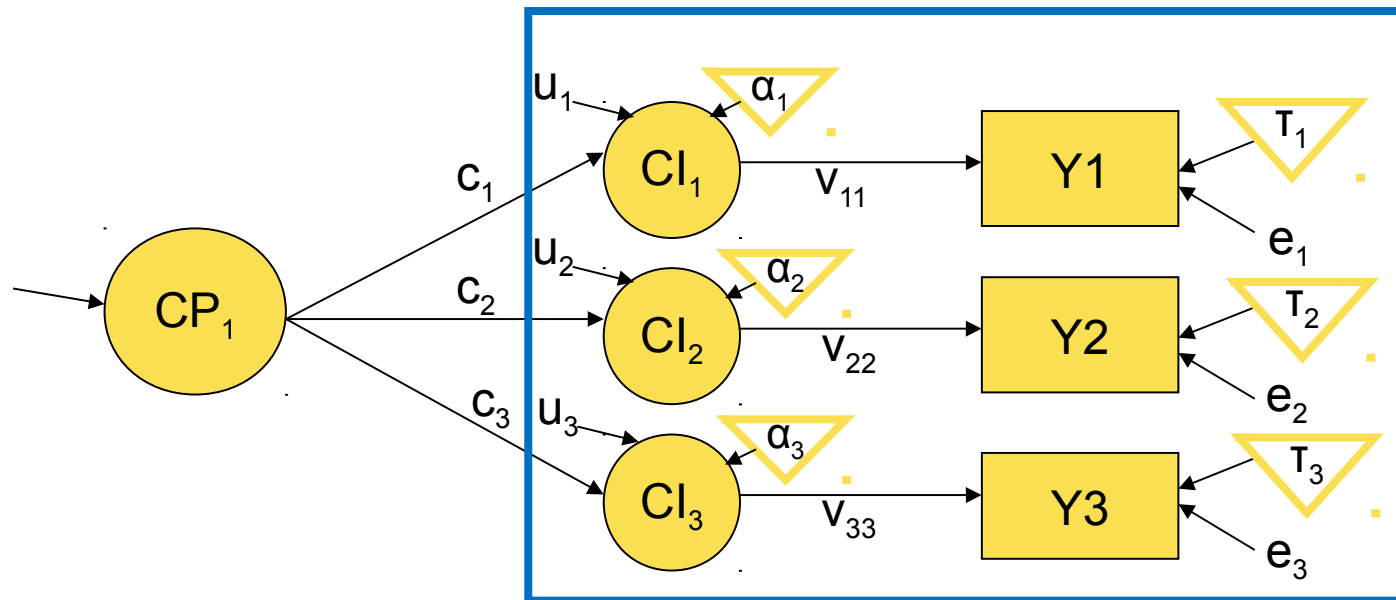 u₁
α₁
τ₁
CI₁
Y1
c₁
v₁₁
e₁
u₂
α₂
τ₂
CP₁
c₂
CI₂
Y2
v₂₂
e₂
c₃
u₃
α₃
τ₃
CI₃
Y3
v₃₃
e₃